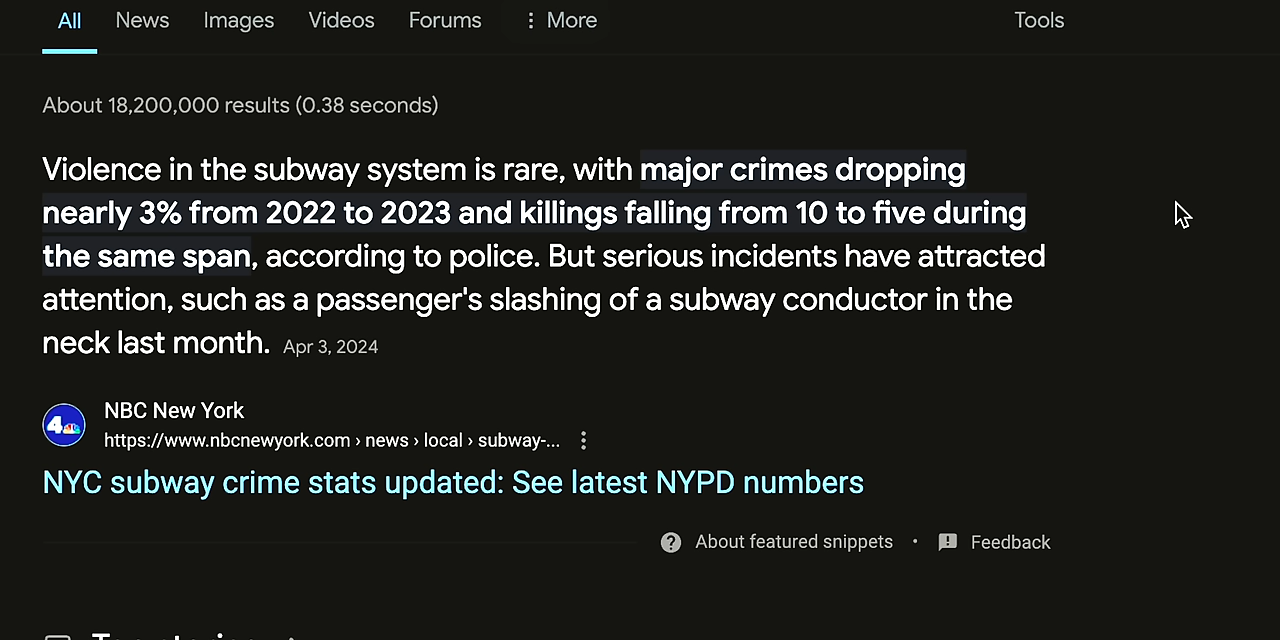 All News Images Videos Forums More Tools
About 18,200,000 results (0.38 seconds)
Violence in the subway system is rare, with major crimes dropping
nearly 3% from 2022 to 2023 and killings falling from 10 to five during
the same span, according to police. But serious incidents have attracted
attention, such as a passenger's slashing of a subway conductor in the
neck last month. Apr 3, 2024
4
NBC New York
https://www.nbcnewyork.com › news › local › subway-...
NYC subway crime stats updated: See latest NYPD numbers
About featured snippets • Feedback